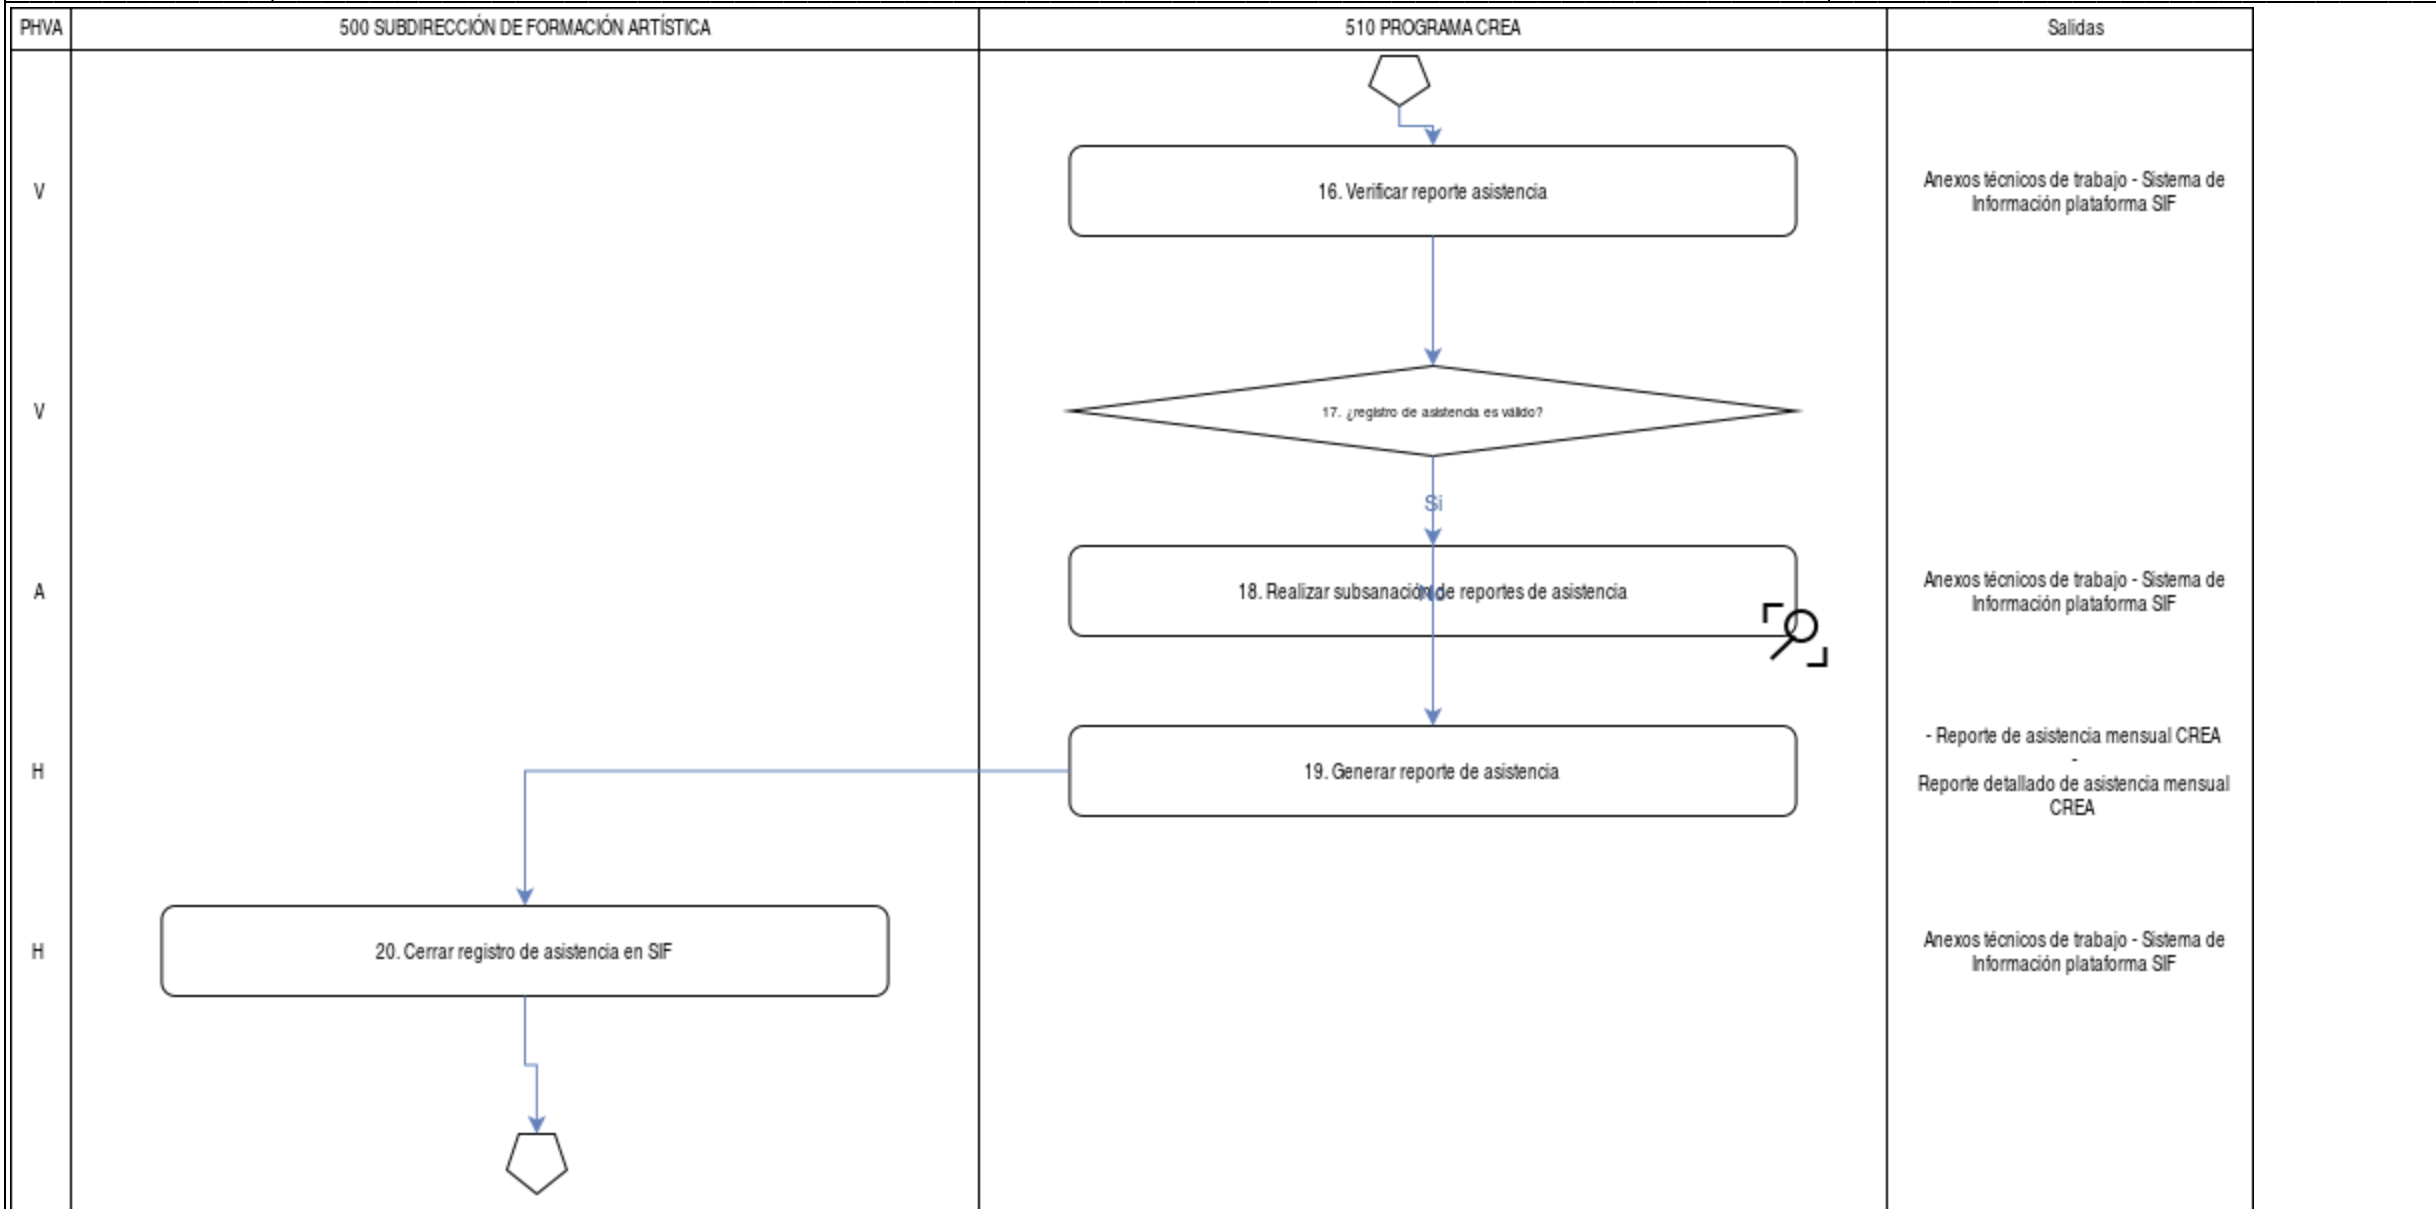 PHVA
500 SUBDIRECCIÓN DE FORMACIÓN ARTÍSTICA
510 PROGRAMA CREA
Salidas
V
16. Verificar reporte asistencia
Anexos técnicos de trabajo - Sistema de
Información plataforma SIF
V
17. ¿registro de asistencia es válido?
Si
A
18. Realizar subsanación de reportes de asistencia
Anexos técnicos de trabajo - Sistema de
Información plataforma SIF
H
19. Generar reporte de asistencia
- Reporte de asistencia mensual CREA
-
Reporte detallado de asistencia mensual
CREA
H
20. Cerrar registro de asistencia en SIF
Anexos técnicos de trabajo - Sistema de
Información plataforma SIF